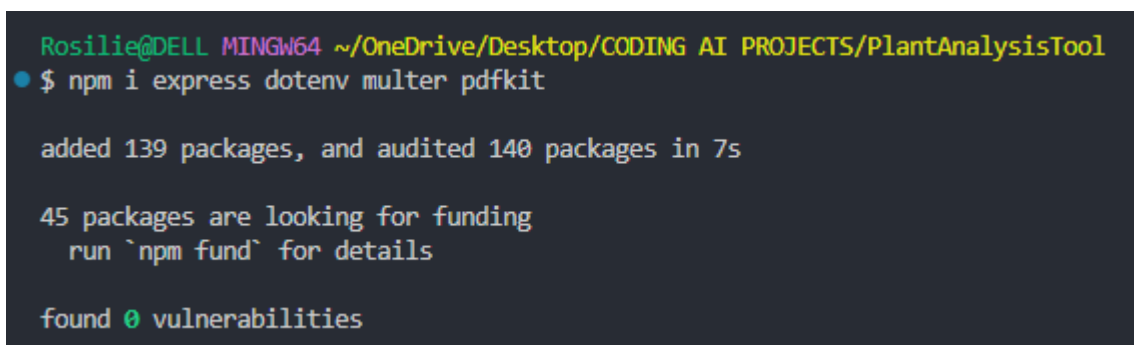 Rosilie@DELL MINGW64 ~/OneDrive/Desktop/CODING AI PROJECTS/PlantAnalysisTool
$ npm i express dotenv multer pdfkit
added 139 packages, and audited 140 packages in 7s
45 packages are looking for funding
run `npm fund` for details
found 0 vulnerabilities